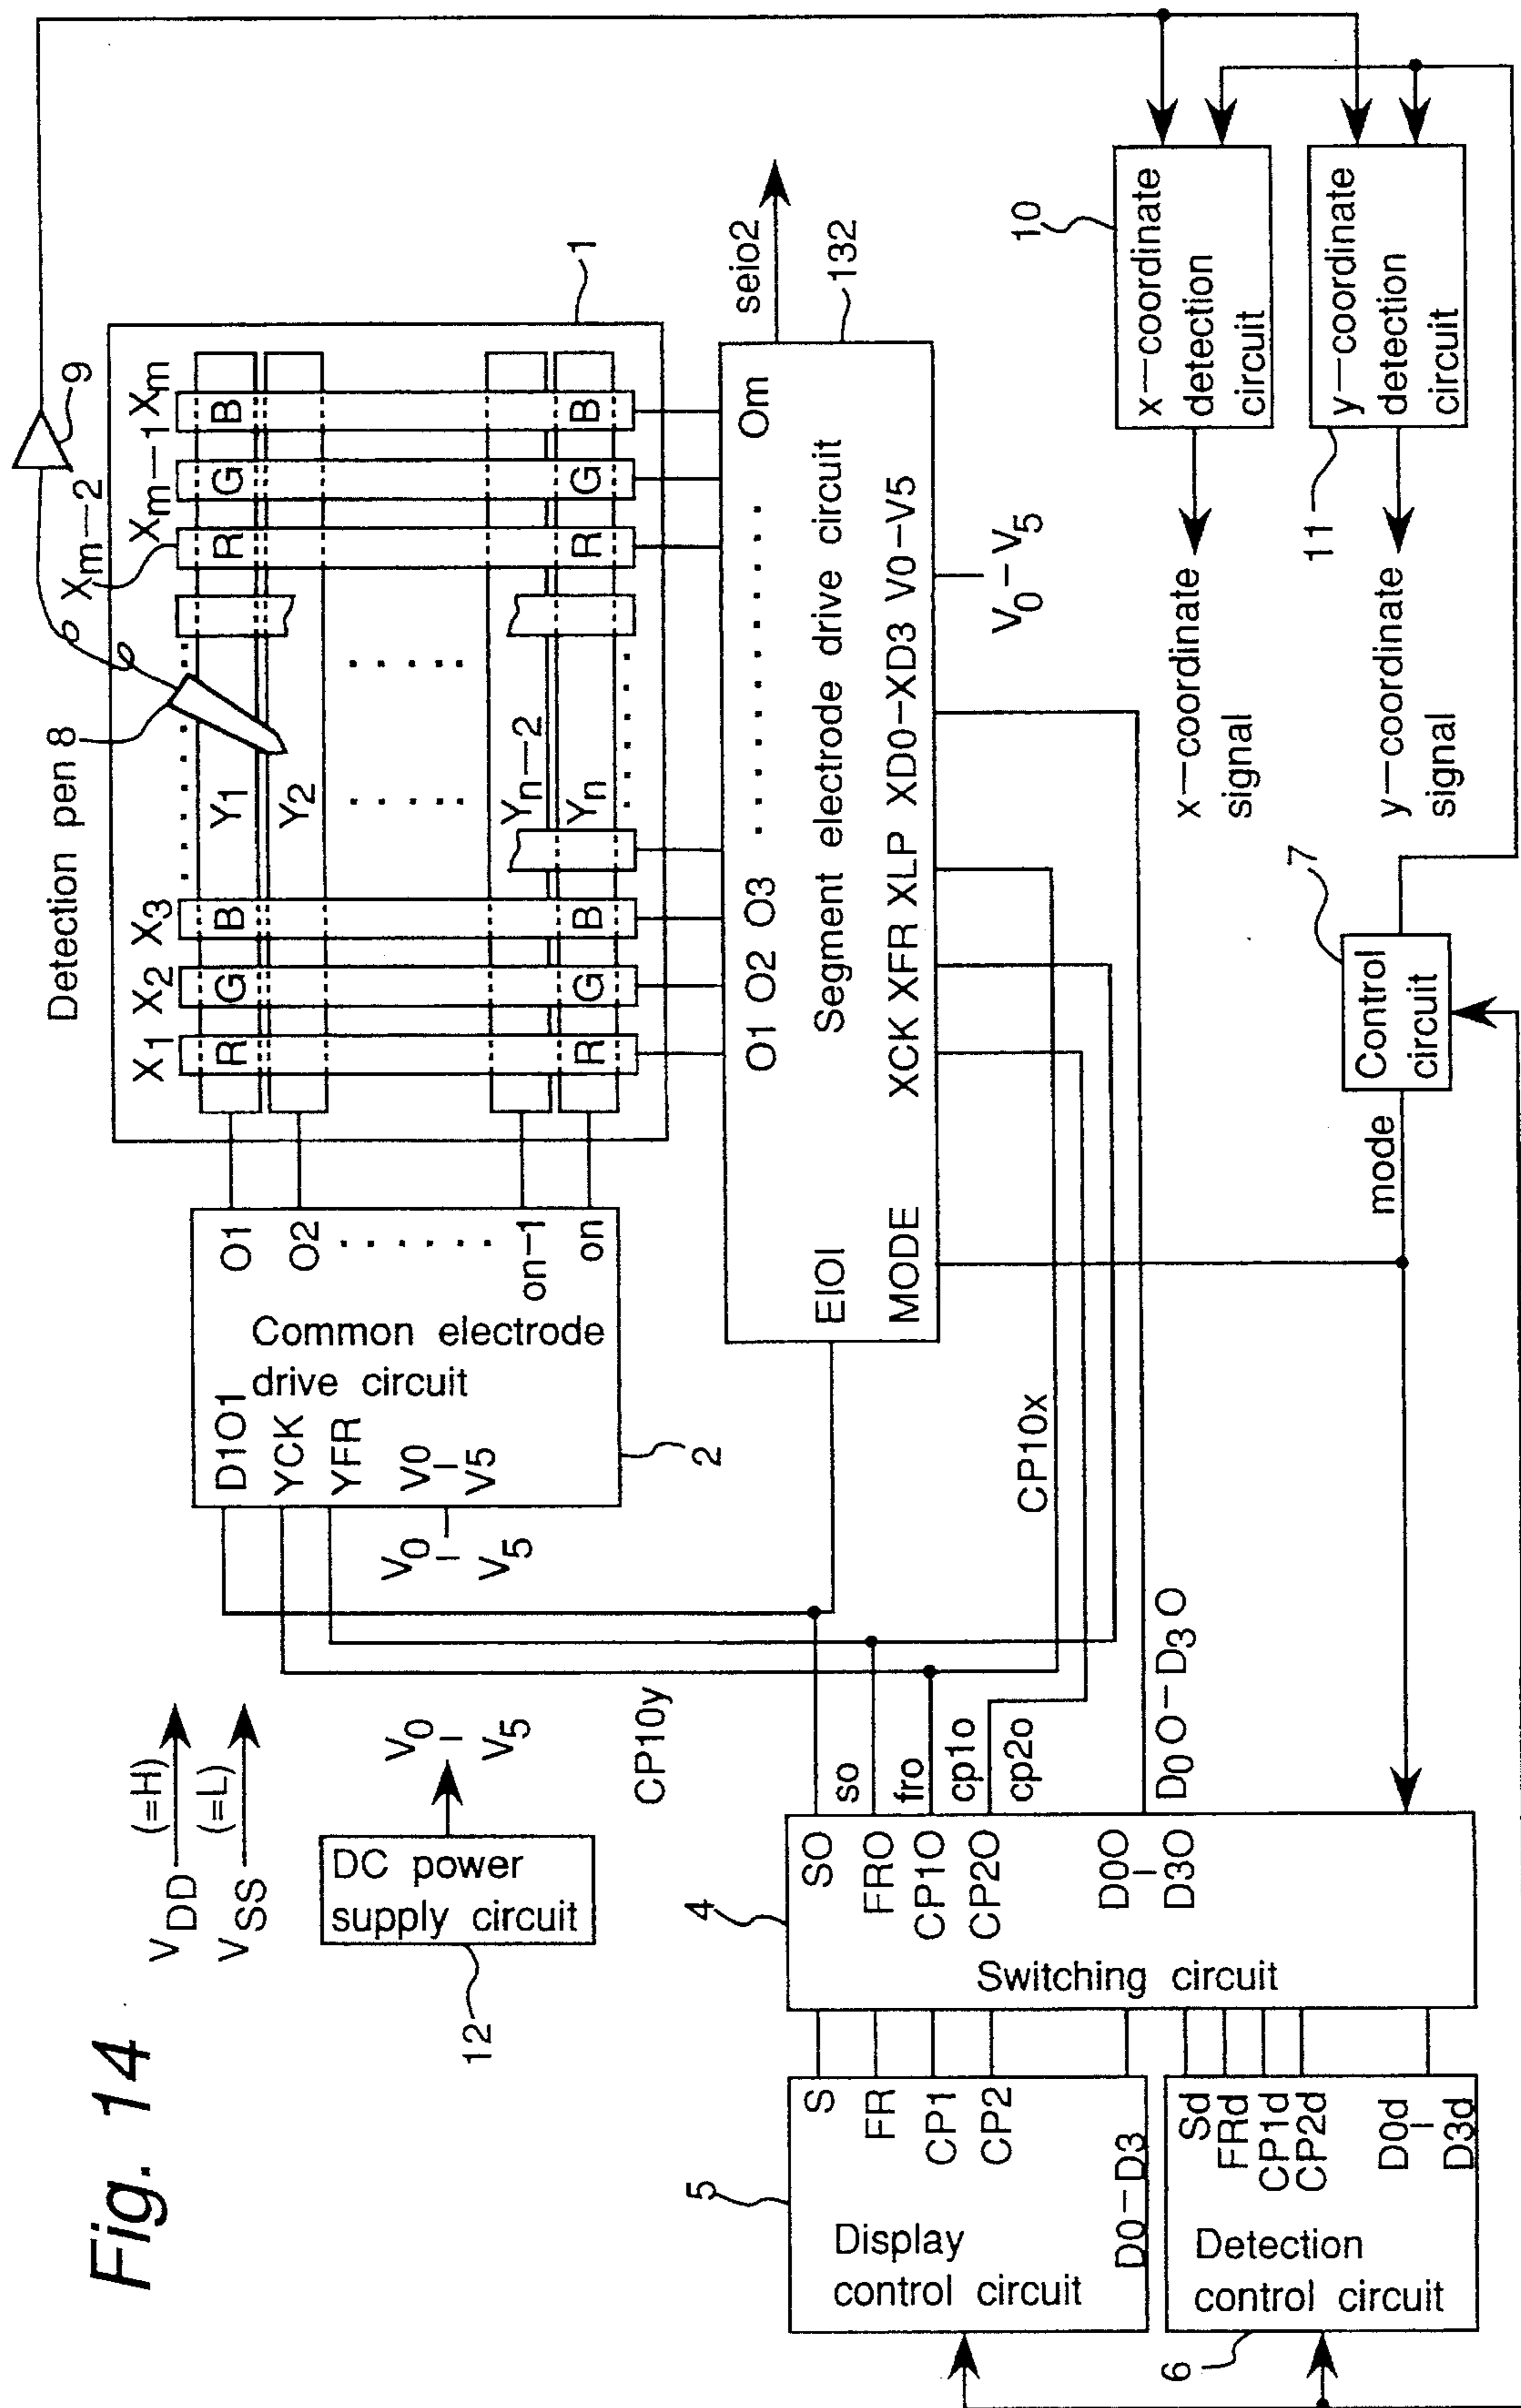 Fig. 14
VDD (=H)
VSS (=L)
DC power
supply circuit
12
V0 – V5
Detection pen 8
9
1
X1 X2 X3 Xm–2 Xm–1 Xm
R G B R G B
Y1
Y2
Yn–2
Yn
R G B R G B
D1O1
YCK
YFR
V0 – V5
V0 – V5
Common electrode
drive circuit
O1
O2
on–1
on
2
O1 O2 O3 Om
EIOI
Segment electrode drive circuit
MODE XCK XFR XLP XD0–XD3 V0–V5
V0–V5
seio2
132
CP10y
CP10x
so
fro
cp1o
cp2o
D0O–D3O
4
SO
FRO
CP1O
CP2O
D0O
–
D3O
Switching circuit
5
S
FR
CP1
CP2
D0–D3
Display
control circuit
6
Sd
FRd
CP1d
CP2d
D0d
–
D3d
Detection
control circuit
mode
7
Control
circuit
10
x–coordinate
detection
circuit
x–coordinate
signal
11
y–coordinate
detection
circuit
y–coordinate
signal